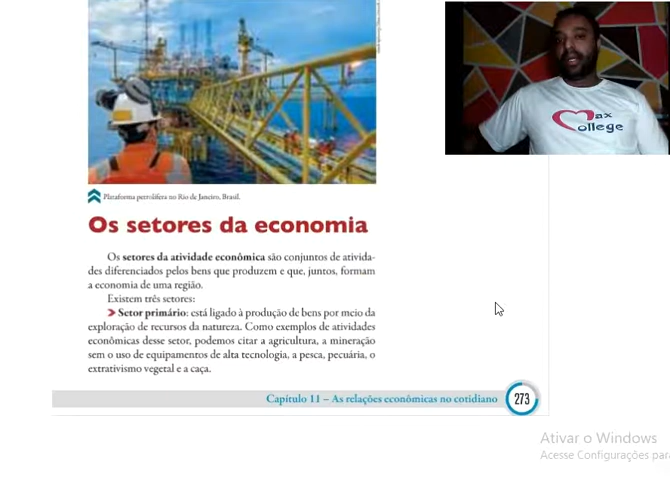 Max
College
Plataforma petrolífera no Rio de Janeiro, Brasil.
Os setores da economia
Os setores da atividade econômica são conjuntos de ativida-
des diferenciados pelos bens que produzem e que, juntos, formam
a economia de uma região.
Existem três setores:
Setor primário: está ligado à produção de bens por meio da
exploração de recursos da natureza. Como exemplos de atividades
econômicas desse setor, podemos citar a agricultura, a mineração
sem o uso de equipamentos de alta tecnologia, a pesca, pecuária, o
extrativismo vegetal e a caça.
Capítulo 11 – As relações econômicas no cotidiano
273
Ativar o Windows
Acesse Configurações par